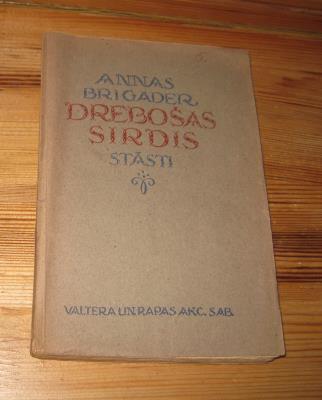 ANNAS
BRIGADER
DREBOŠAS
SIRDIS
STĀSTI
VALTERA UN RAPAS AKC. SAB.